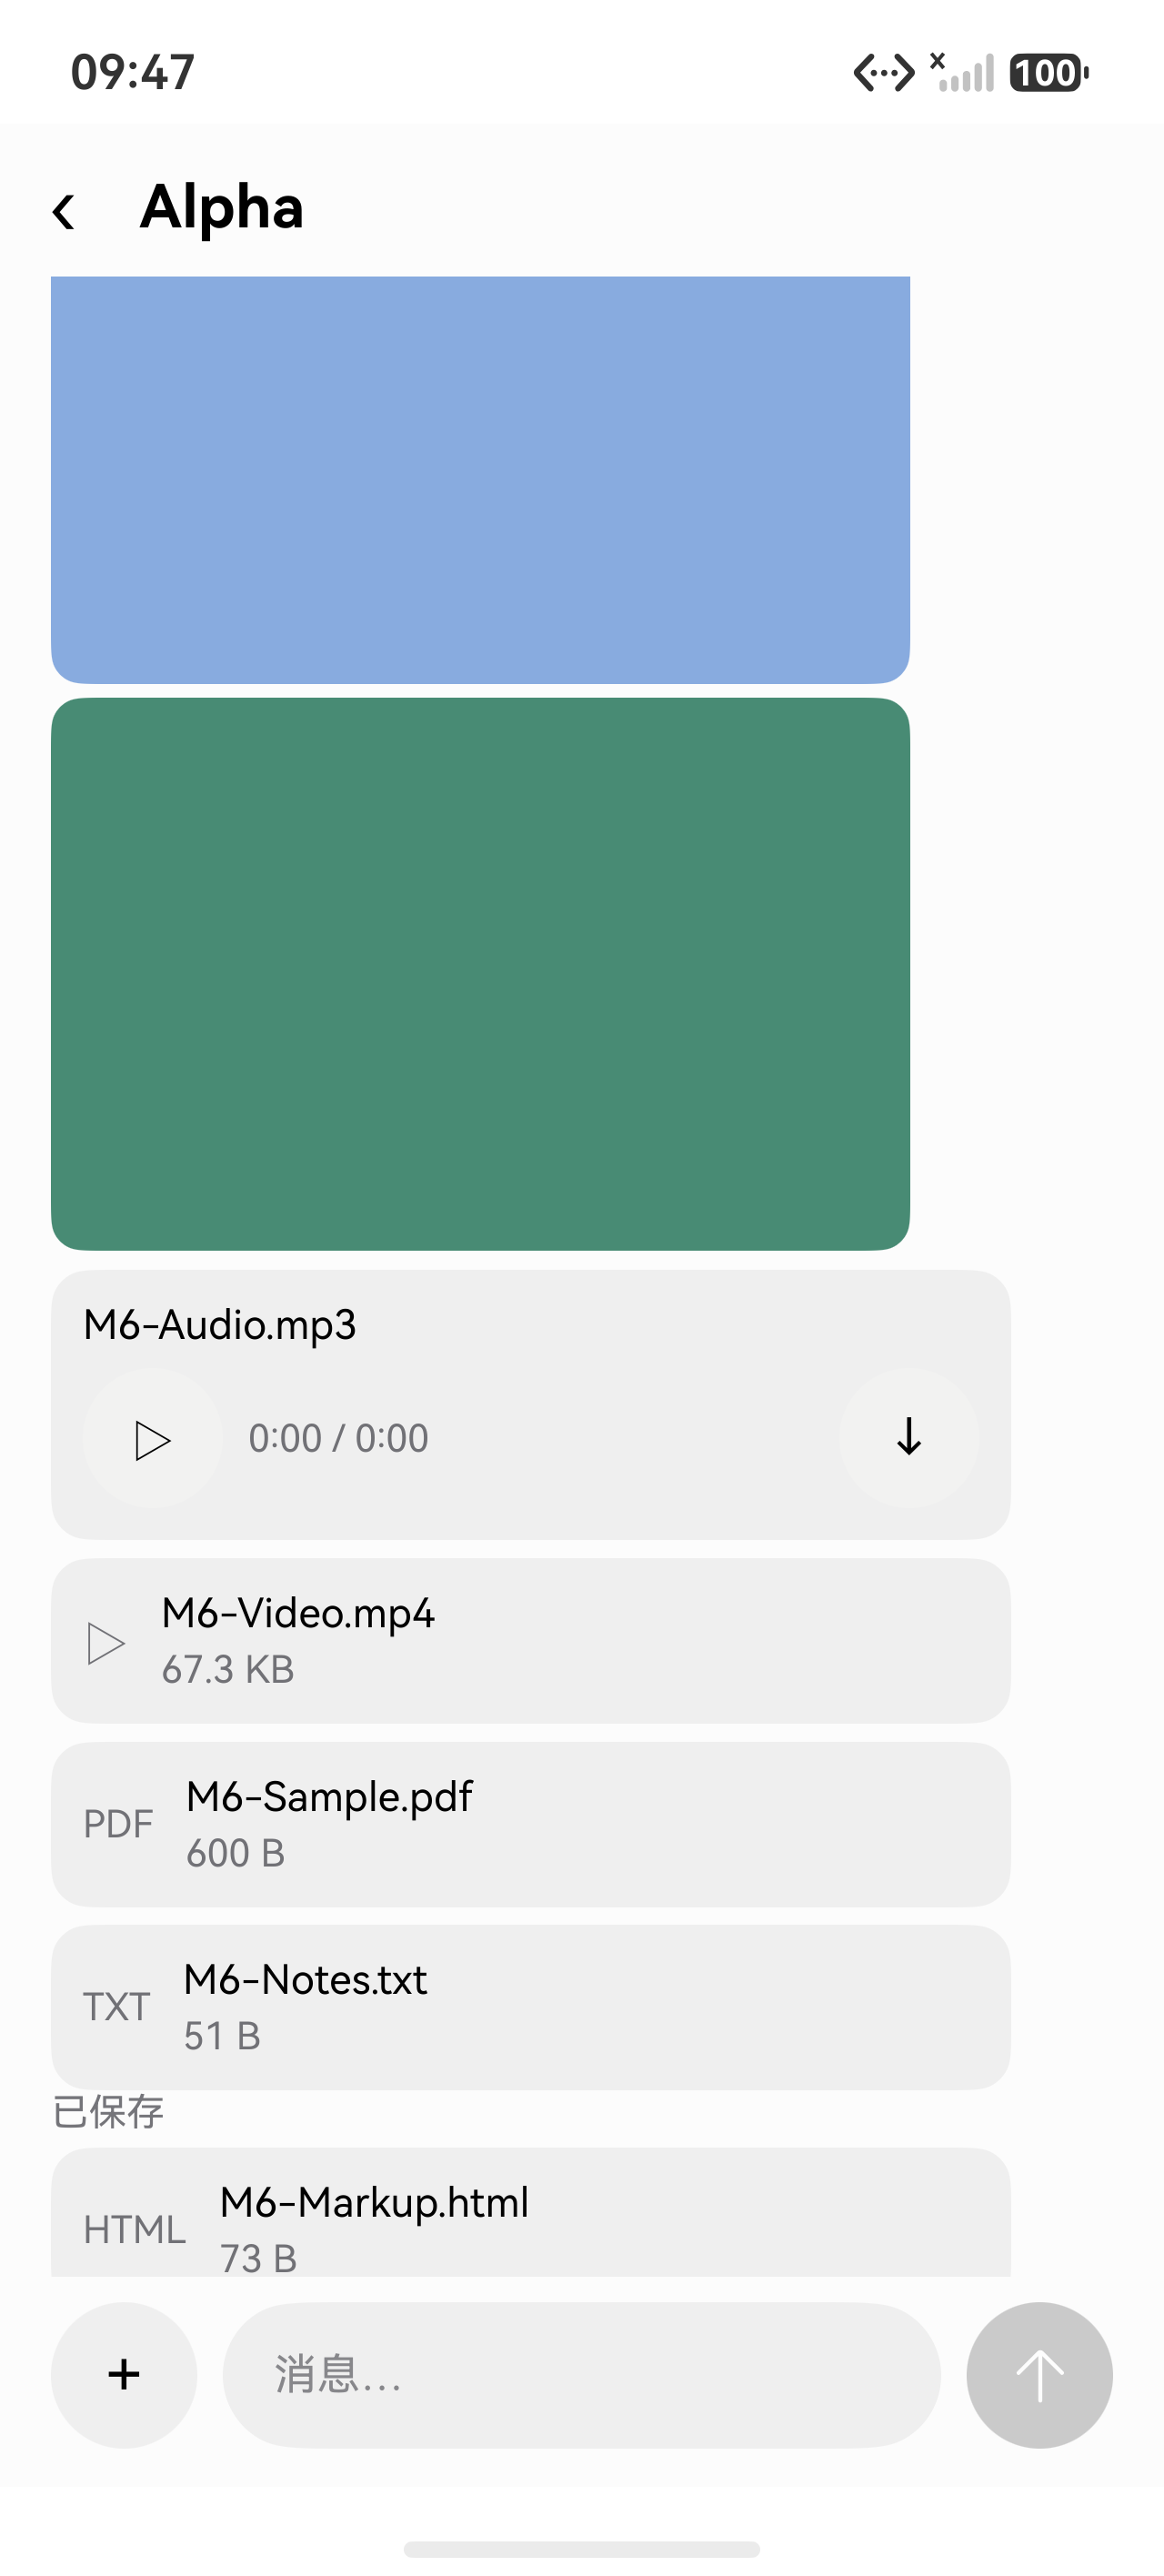 09:47
100
Alpha
M6-Audio.mp3
0:00 / 0:00
M6-Video.mp4
67.3 KB
PDF
M6-Sample.pdf
600 B
TXT
M6-Notes.txt
51 B
已保存
HTML
M6-Markup.html
73 B
消息...